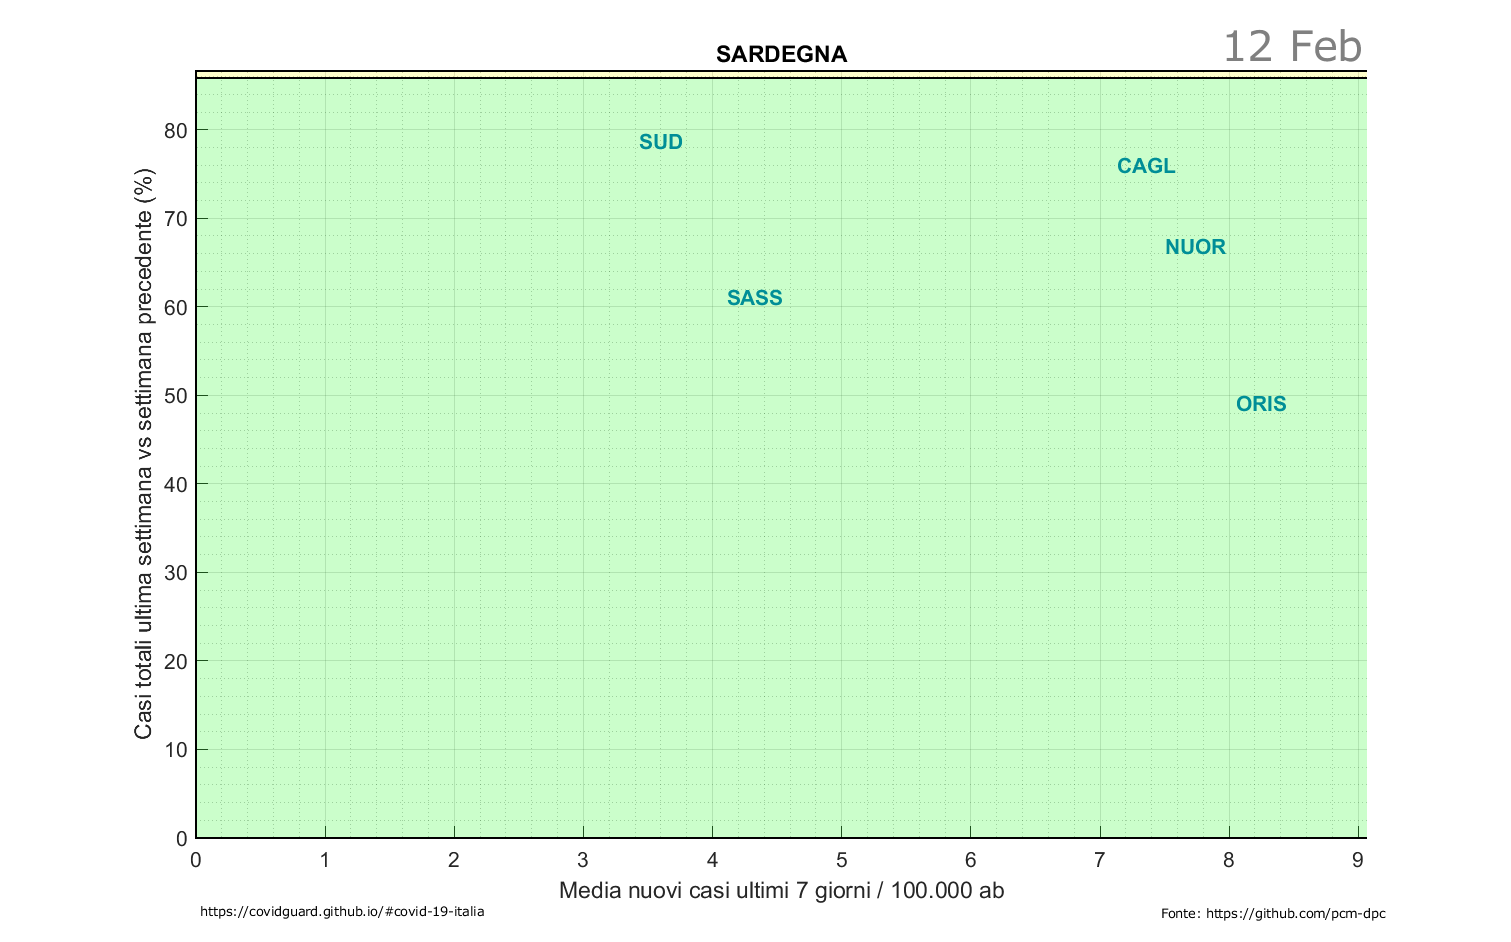 SARDEGNA
12 Feb
Casi totali ultima settimana vs settimana precedente (%)
80
70
60
50
40
30
20
10
0
SUD
CAGL
NUOR
SASS
ORIS
0 1 2 3 4 5 6 7 8 9
Media nuovi casi ultimi 7 giorni / 100.000 ab
https://covidguard.github.io/#covid-19-italia
Fonte: https://github.com/pcm-dpc